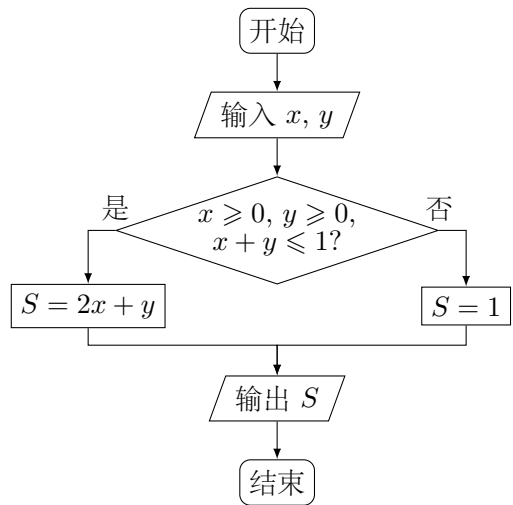 开始
输入 x, y
x ⩾ 0, y ⩾ 0,
x + y ⩽ 1?
是
否
S = 2x + y
S = 1
输出 S
结束